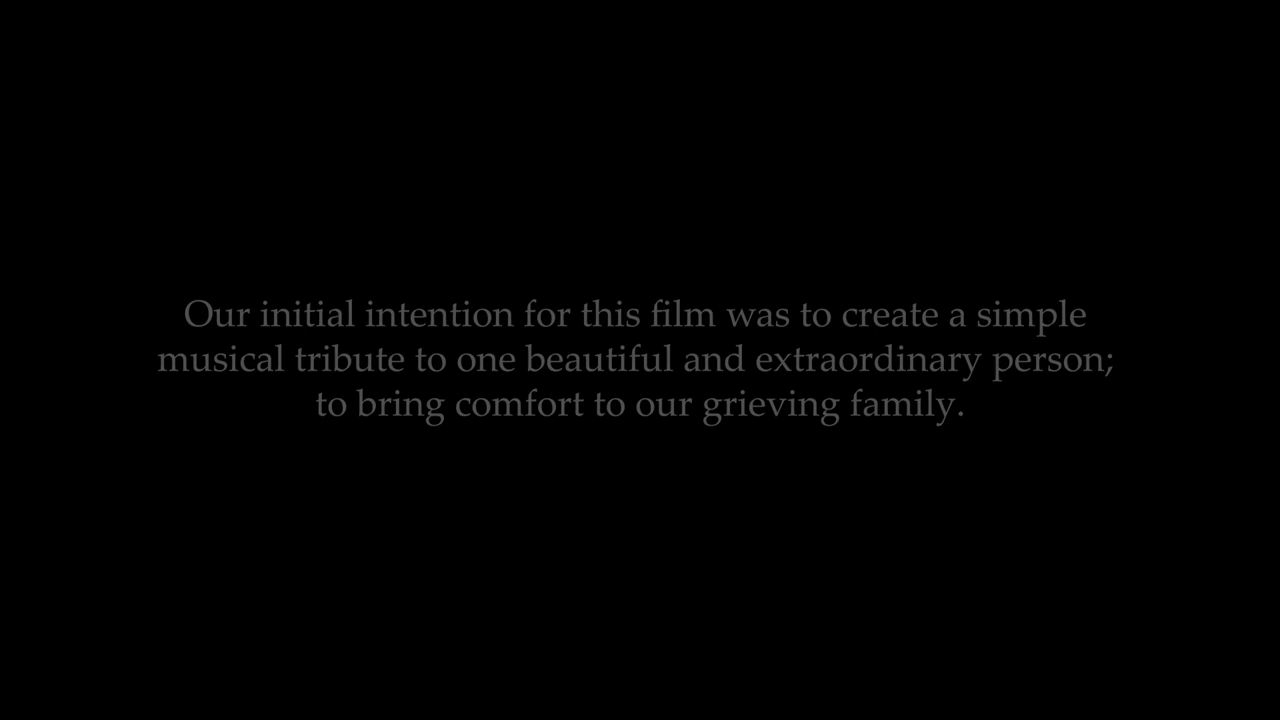 Our initial intention for this film was to create a simple
musical tribute to one beautiful and extraordinary person;
to bring comfort to our grieving family.